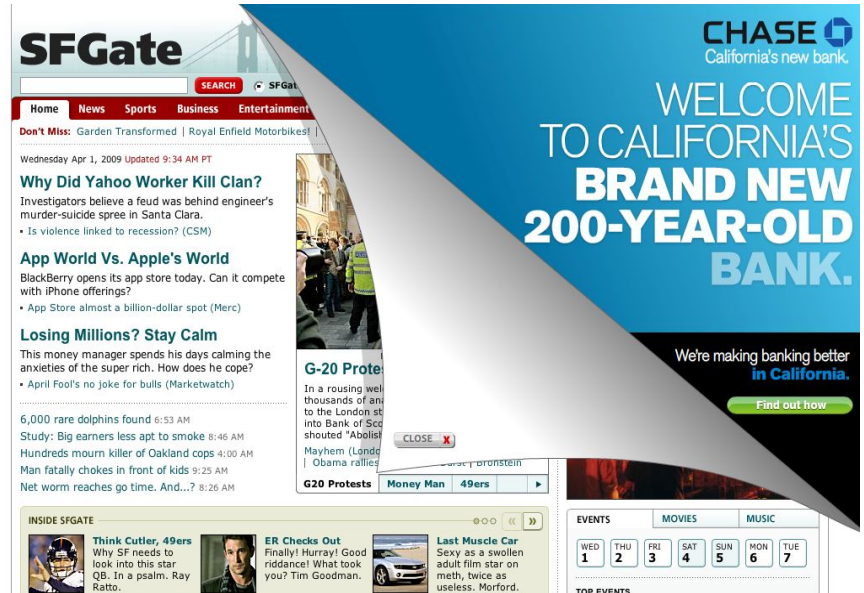 SFGate
SEARCH
SFGat
Home News Sports Business Entertainment
Don't Miss: Garden Transformed | Royal Enfield Motorbikes! |
Wednesday Apr 1, 2009 Updated 9:34 AM PT
Why Did Yahoo Worker Kill Clan?
Investigators believe a feud was behind engineer's
murder-suicide spree in Santa Clara.
Is violence linked to recession? (CSM)
App World Vs. Apple's World
BlackBerry opens its app store today. Can it compete
with iPhone offerings?
App Store almost a billion-dollar spot (Merc)
Losing Millions? Stay Calm
This money manager spends his days calming the
anxieties of the super rich. How does he cope?
April Fool's no joke for bulls (Marketwatch)
6,000 rare dolphins found 6:53 AM
Study: Big earners less apt to smoke 8:46 AM
Hundreds mourn killer of Oakland cops 4:00 AM
Man fatally chokes in front of kids 9:25 AM
Net worm reaches go time. And...? 8:26 AM
G-20 Prote
In a rousing wel
thousands of an
to the London st
into Bank of Sco
shouted "Abolish
Mayhem (Londo
| Obama rallies
Bronstein
G20 Protests Money Man 49ers
CLOSE X
CHASE
California's new bank.
WELCOME
TO CALIFORNIA'S
BRAND NEW
200-YEAR-OLD
BANK.
We're making banking better
in California.
Find out how
INSIDE SFGATE
Think Cutler, 49ers
Why SF needs to
look into this star
QB. In a psalm. Ray
Ratto.
ER Checks Out
Finally! Hurray! Good
riddance! What took
you? Tim Goodman.
Last Muscle Car
Sexy as a swollen
adult film star on
meth, twice as
useless. Morford.
EVENTS MOVIES MUSIC
WED THU FRI SAT SUN MON TUE
1 2 3 4 5 6 7
TOP EVENTS